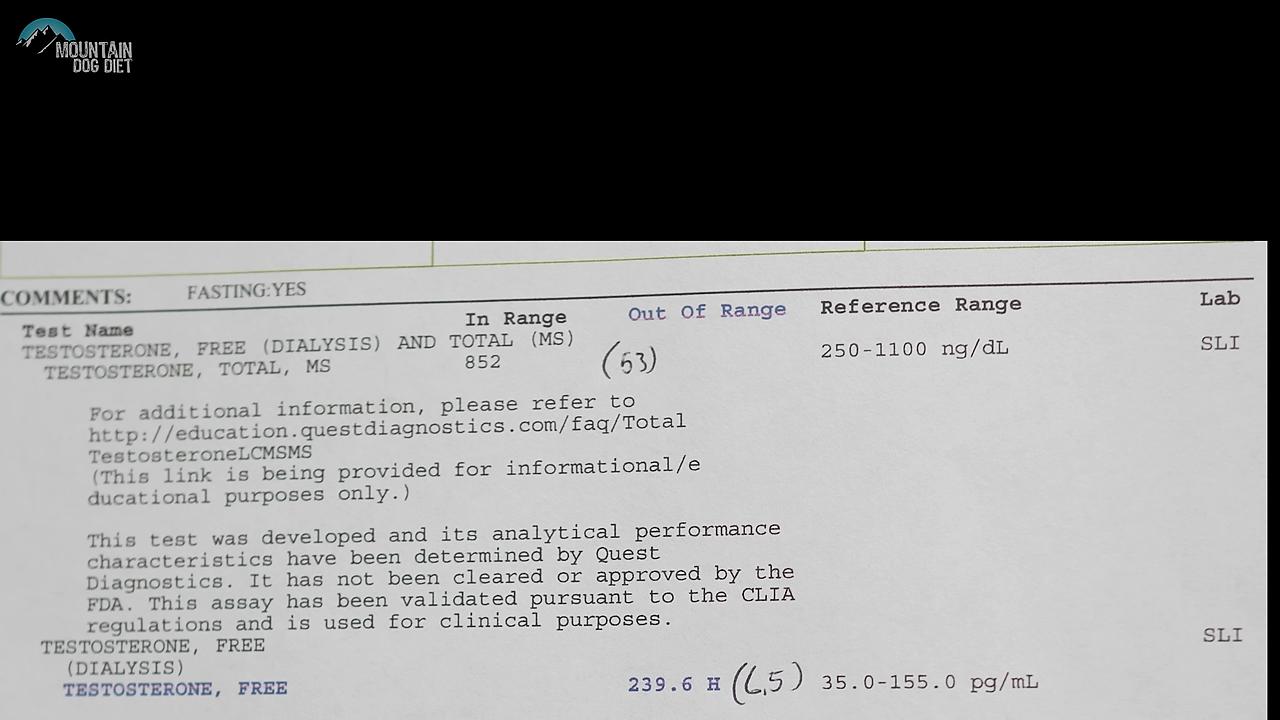 MOUNTAIN
DOG DIET
COMMENTS: FASTING:YES
Test Name In Range Out Of Range Reference Range Lab
TESTOSTERONE, FREE (DIALYSIS) AND TOTAL (MS)
TESTOSTERONE, TOTAL, MS 852 (53) 250-1100 ng/dL SLI
For additional information, please refer to
http://education.questdiagnostics.com/faq/Total
TestosteroneLCMSMS
(This link is being provided for informational/e
ducational purposes only.)
This test was developed and its analytical performance
characteristics have been determined by Quest
Diagnostics. It has not been cleared or approved by the
FDA. This assay has been validated pursuant to the CLIA
regulations and is used for clinical purposes.
TESTOSTERONE, FREE SLI
(DIALYSIS)
TESTOSTERONE, FREE 239.6 H (6,5) 35.0-155.0 pg/mL